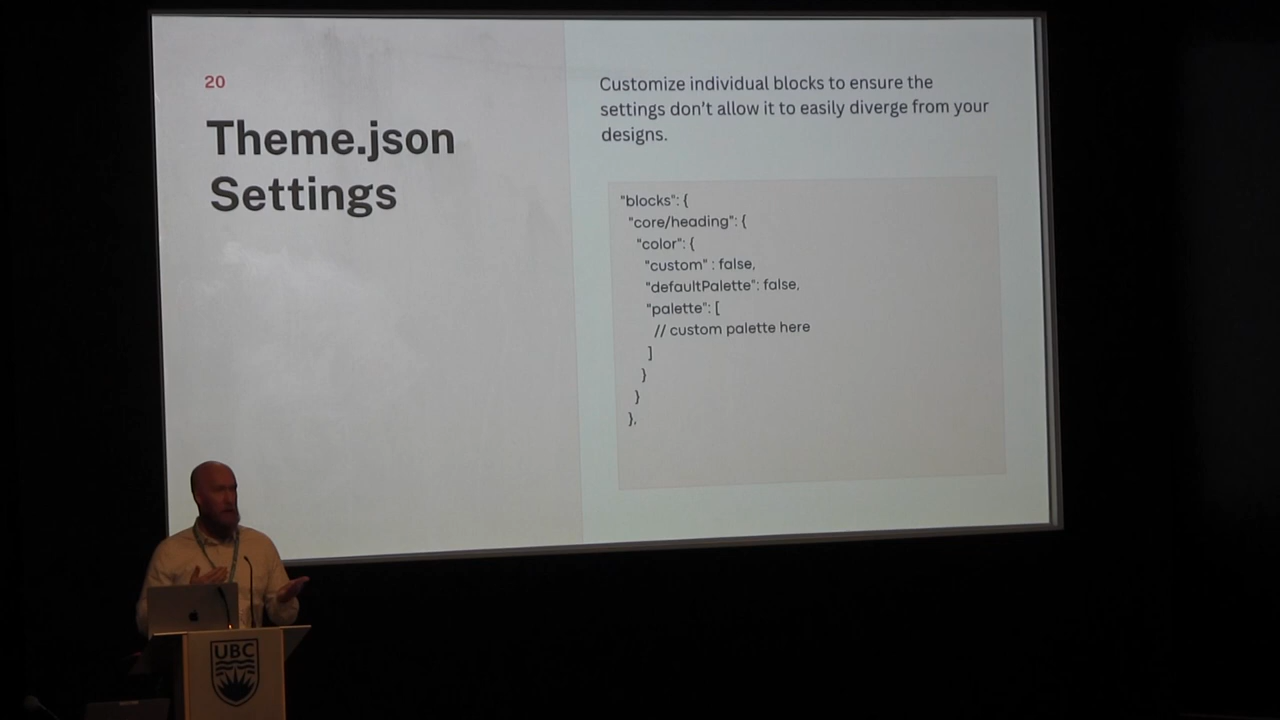 20
Theme.json
Settings
Customize individual blocks to ensure the
settings don't allow it to easily diverge from your
designs.
"blocks": {
"core/heading": {
"color": {
"custom" : false,
"defaultPalette": false,
"palette": [
// custom palette here
]
}
}
},
UBC